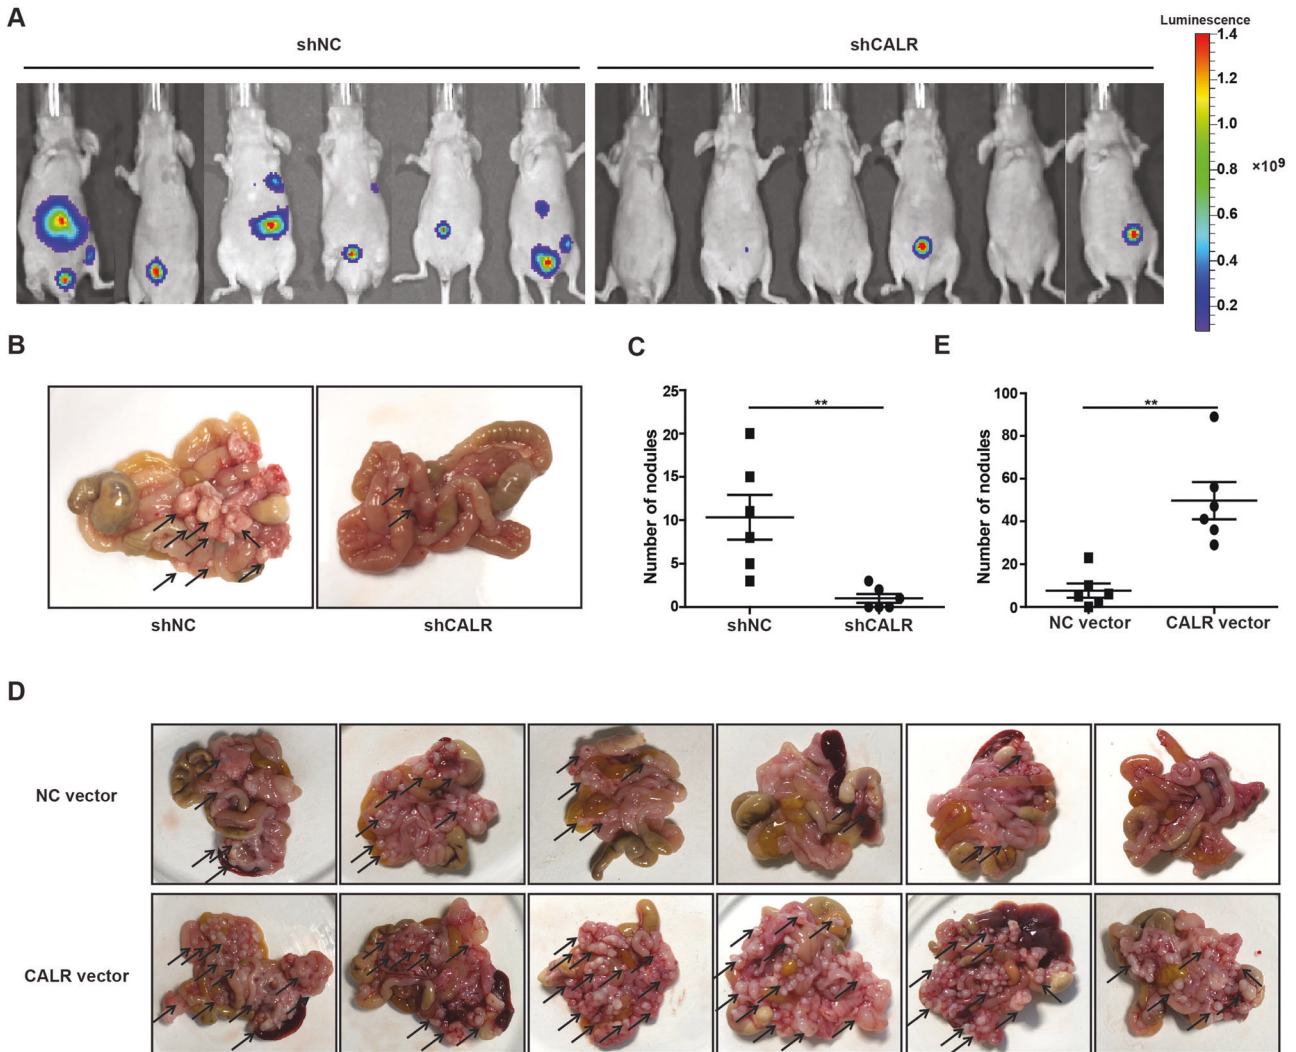 A
shNC
shCALR
Luminescence
1.4
1.2
1.0
0.8
0.6
0.4
0.2
×10⁹
B
shNC
shCALR
C
Number of nodules
25
20
15
10
5
0
**
shNC
shCALR
E
Number of nodules
100
80
60
40
20
0
**
NC vector
CALR vector
D
NC vector
CALR vector